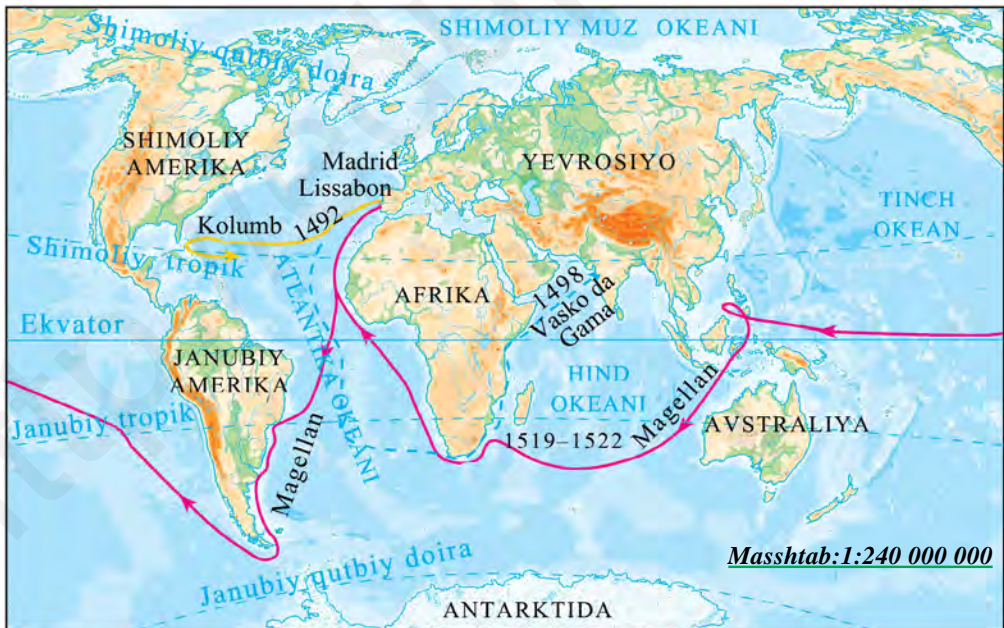 SHIMOLIY MUZ OKEANI
Shimoliy qutbiy doira
SHIMOLIY
AMERIKA
Madrid
Lissabon
YEVROSIYO
Kolumb
1492
TINCH
OKEAN
Shimoliy tropik
ATLANTIKA OKEANI
AFRIKA
1498
Vasko da
Gama
Ekvator
JANUBIY
AMERIKA
HIND
OKEANI
Magellan
Janubiy tropik
Magellan
1519–1522
AVSTRALIYA
Janubiy qutbiy doira
Masshtab:1:240 000 000
ANTARKTIDA